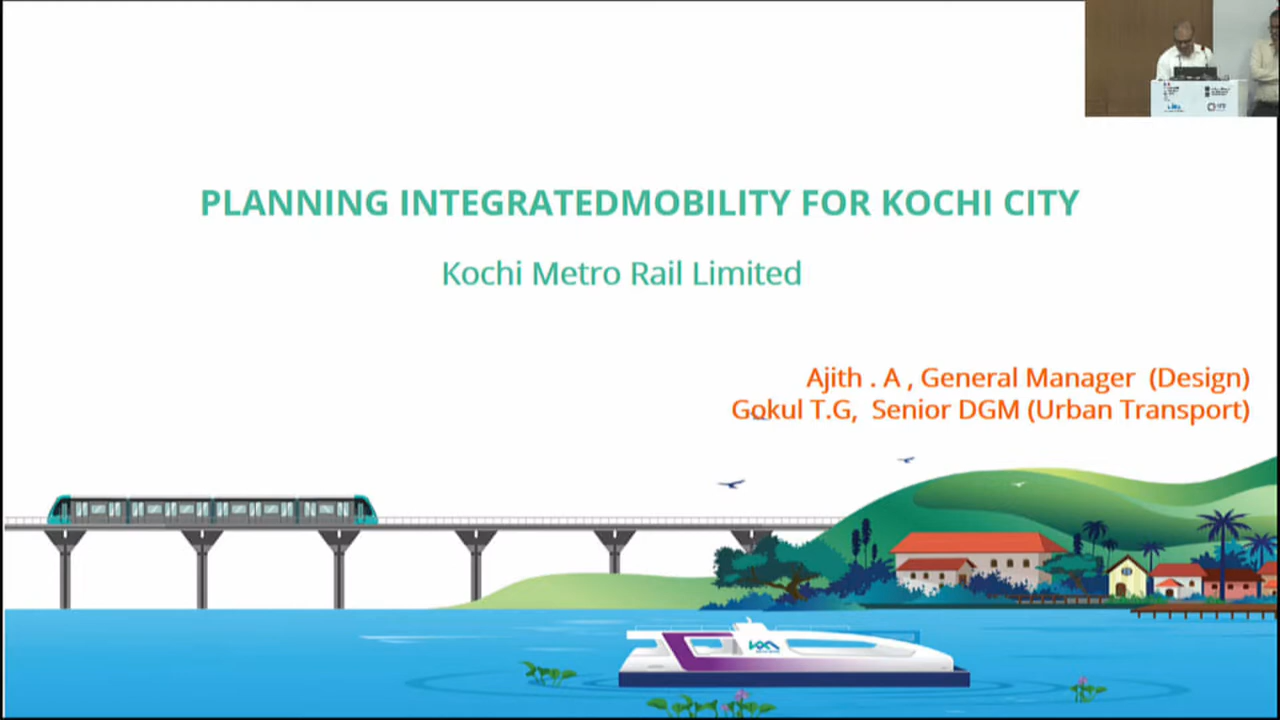 PLANNING INTEGRATEDMOBILITY FOR KOCHI CITY
Kochi Metro Rail Limited
Ajith . A , General Manager (Design)
Gokul T.G, Senior DGM (Urban Transport)